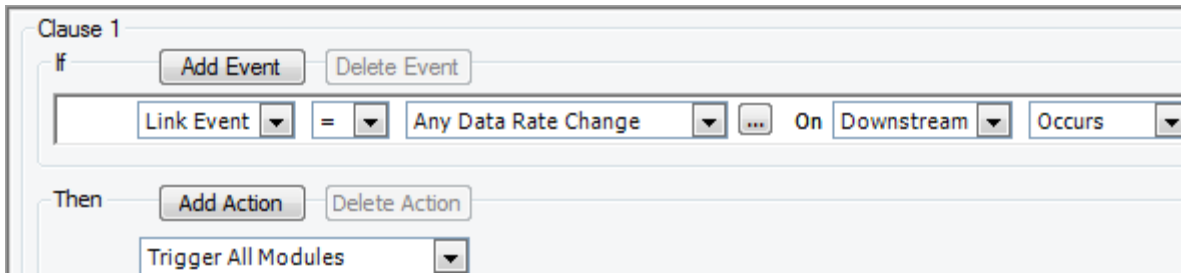 Clause 1
If Add Event Delete Event
Link Event = Any Data Rate Change ... On Downstream Occurs
Then Add Action Delete Action
Trigger All Modules